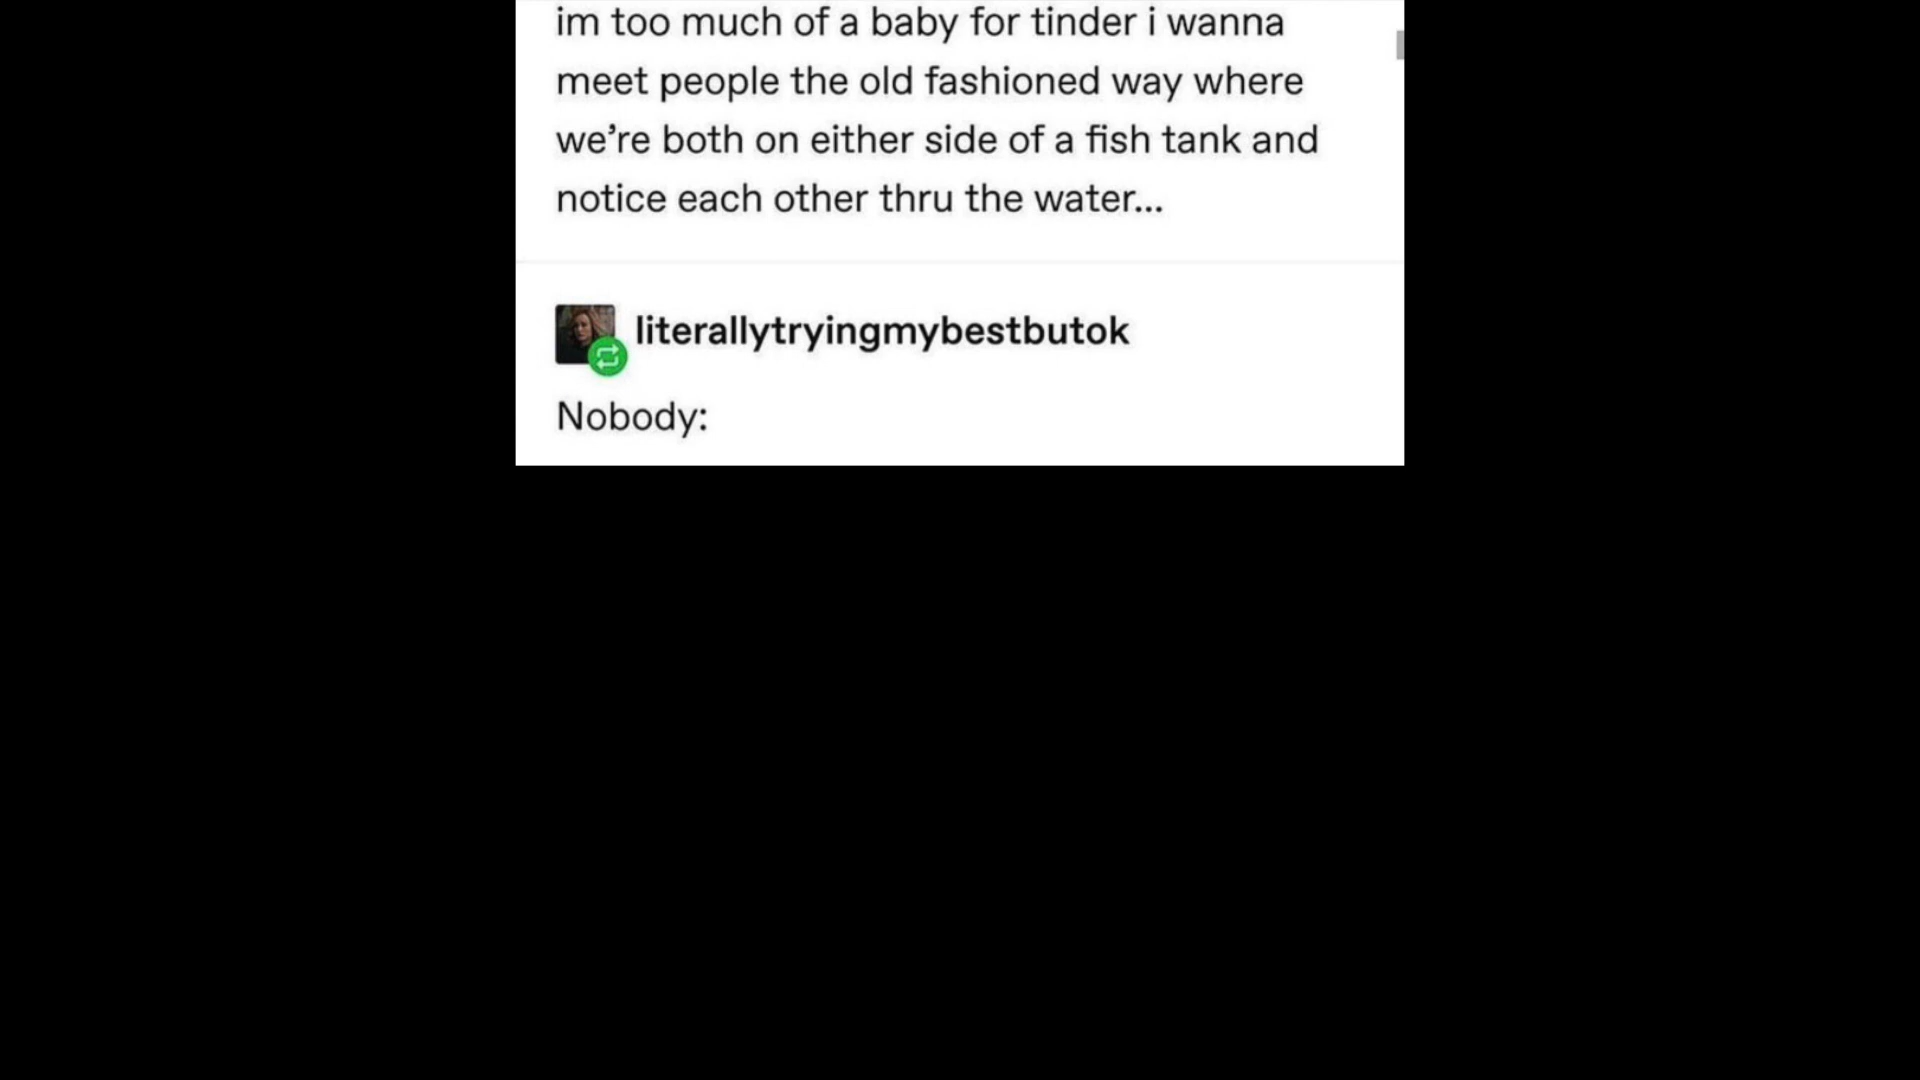 im too much of a baby for tinder i wanna
meet people the old fashioned way where
we’re both on either side of a fish tank and
notice each other thru the water...
literallytryingmybestbutok
Nobody: